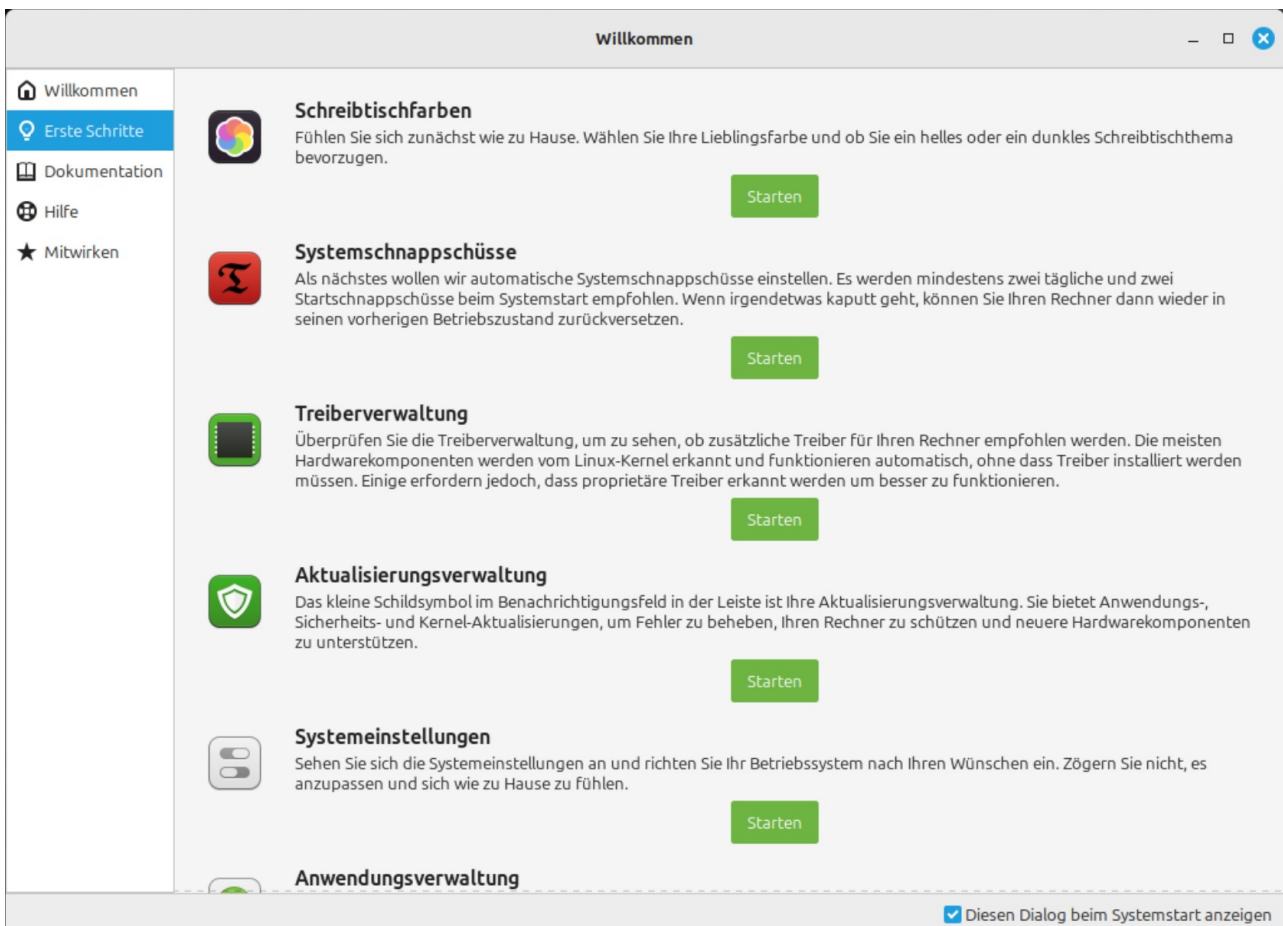 Willkommen
Willkommen
Erste Schritte
Dokumentation
Hilfe
Mitwirken
Schreibtischfarben
Fühlen Sie sich zunächst wie zu Hause. Wählen Sie Ihre Lieblingsfarbe und ob Sie ein helles oder ein dunkles Schreibtischthema
bevorzugen.
Starten
Systemschnappschüsse
Als nächstes wollen wir automatische Systemschnappschüsse einstellen. Es werden mindestens zwei tägliche und zwei
Startschnappschüsse beim Systemstart empfohlen. Wenn irgendetwas kaputt geht, können Sie Ihren Rechner dann wieder in
seinen vorherigen Betriebszustand zurückversetzen.
Starten
Treiberverwaltung
Überprüfen Sie die Treiberverwaltung, um zu sehen, ob zusätzliche Treiber für Ihren Rechner empfohlen werden. Die meisten
Hardwarekomponenten werden vom Linux-Kernel erkannt und funktionieren automatisch, ohne dass Treiber installiert werden
müssen. Einige erfordern jedoch, dass proprietäre Treiber erkannt werden um besser zu funktionieren.
Starten
Aktualisierungsverwaltung
Das kleine Schildsymbol im Benachrichtigungsfeld in der Leiste ist Ihre Aktualisierungsverwaltung. Sie bietet Anwendungs-,
Sicherheits- und Kernel-Aktualisierungen, um Fehler zu beheben, Ihren Rechner zu schützen und neuere Hardwarekomponenten
zu unterstützen.
Starten
Systemeinstellungen
Sehen Sie sich die Systemeinstellungen an und richten Sie Ihr Betriebssystem nach Ihren Wünschen ein. Zögern Sie nicht, es
anzupassen und sich wie zu Hause zu fühlen.
Starten
Anwendungsverwaltung
Diesen Dialog beim Systemstart anzeigen